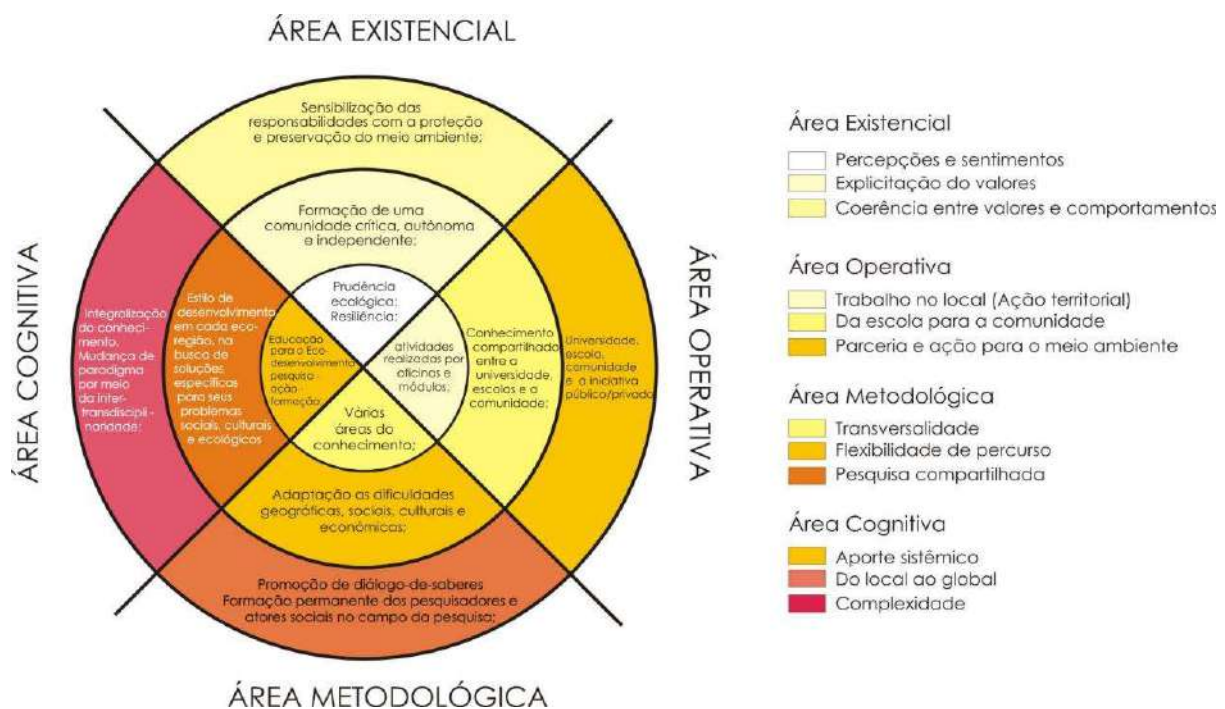 ÁREA EXISTENCIAL
Sensibilização das
responsabilidades com a proteção
e preservação do meio ambiente;
Formação de uma
comunidade crítica, autônoma
e independente;
Prudência
ecológica;
Resiliência;
ÁREA COGNITIVA
Integralização
do conheci-
mento.
Mudança de
paradigma
por meio
da inter-
transdiscipli-
naridade;
Estilo de
desenvolvimento
em cada eco-
região, na
busca de
soluções
específicas
para seus
problemas
sociais, culturais
e ecológicos
Educação
para o Eco-
desenvolvimento
pesquisa -
ação-
formação;
atividades
realizadas por
oficinas e
módulos;
Conhecimento
compartilhado
entre a
universidade,
escolas e a
comunidade;
Universidade,
escola,
comunidade
e a iniciativa
público/privado
ÁREA OPERATIVA
Várias
áreas do
conhecimento;
Adaptação as dificuldades
geográficas, sociais, culturais e
econômicas;
Promoção de diálogo-de-saberes
Formação permanente dos pesquisadores e
atores sociais no campo da pesquisa;
ÁREA METODOLÓGICA
Área Existencial
Percepções e sentimentos
Explicitação do valores
Coerência entre valores e comportamentos
Área Operativa
Trabalho no local (Ação territorial)
Da escola para a comunidade
Parceria e ação para o meio ambiente
Área Metodológica
Transversalidade
Flexibilidade de percurso
Pesquisa compartilhada
Área Cognitiva
Aporte sistêmico
Do local ao global
Complexidade